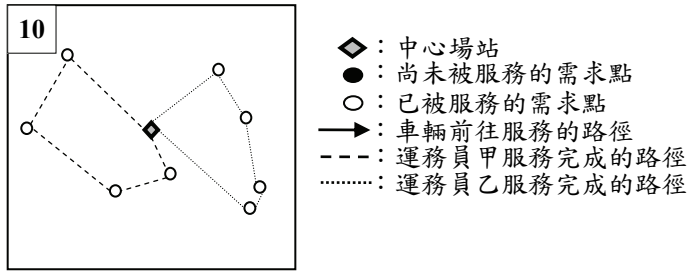 10
：中心場站
：尚未被服務的需求點
：已被服務的需求點
：車輛前往服務的路徑
：運務員甲服務完成的路徑
：運務員乙服務完成的路徑